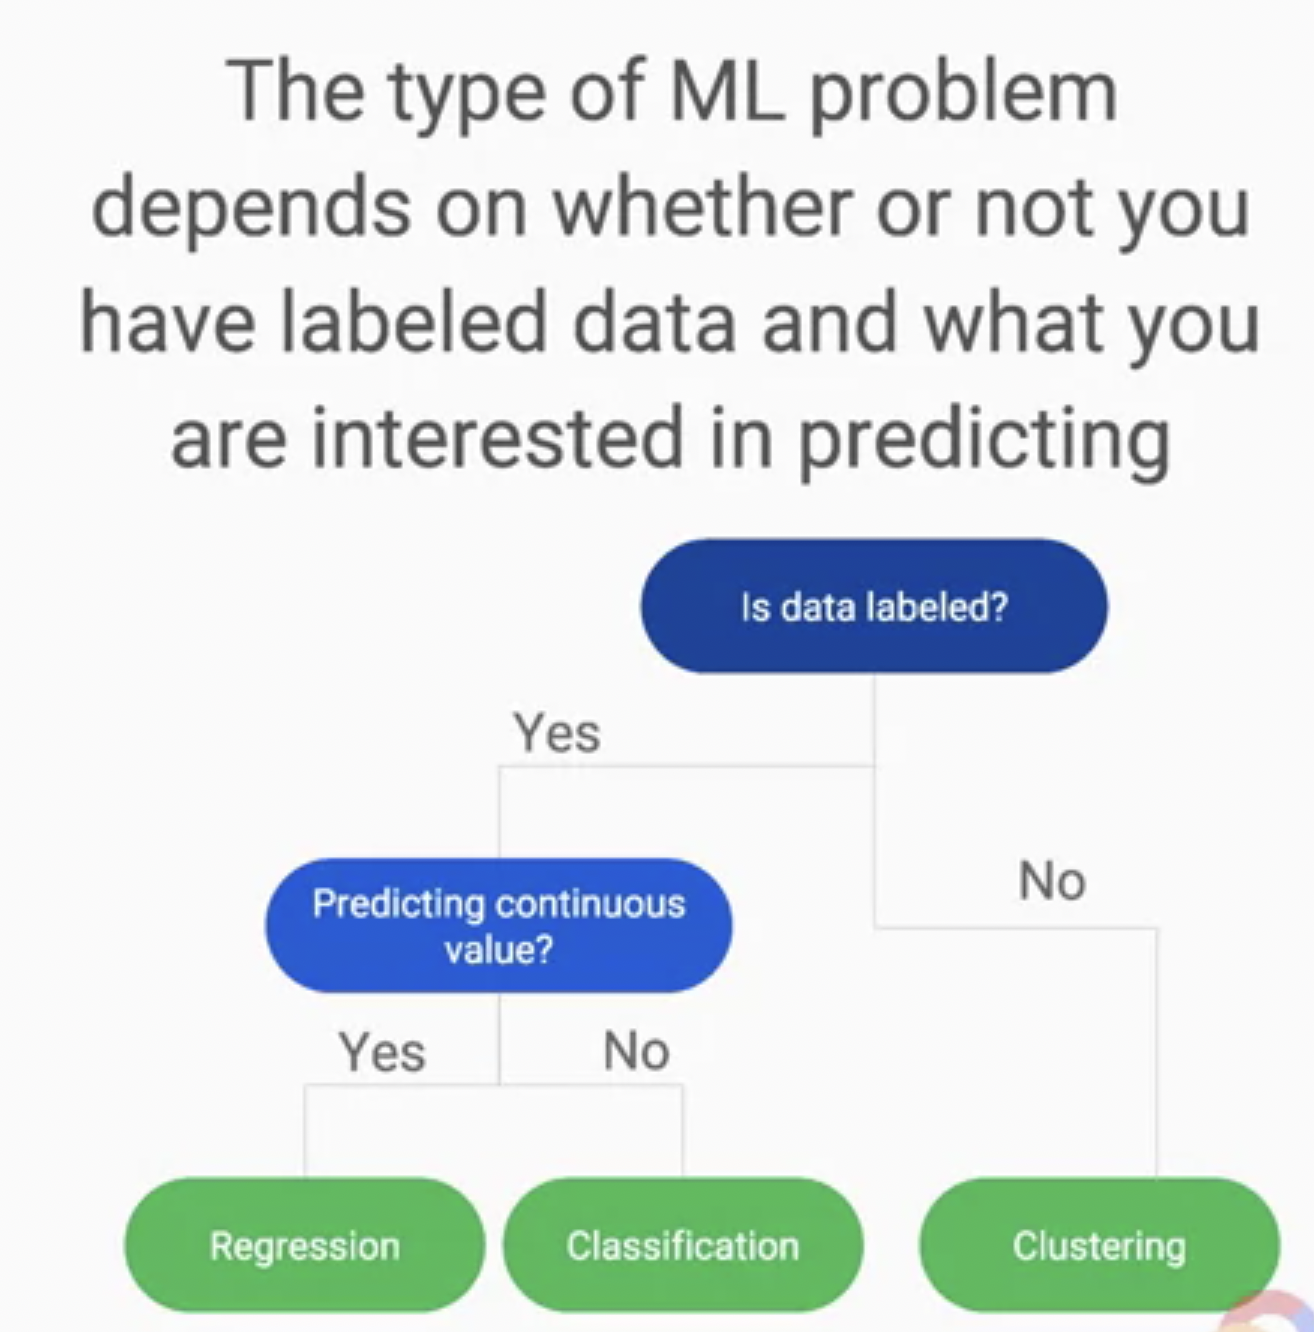 The type of ML problem
depends on whether or not you
have labeled data and what you
are interested in predicting
Is data labeled?
Yes
No
Predicting continuous
value?
Yes
No
Regression
Classification
Clustering